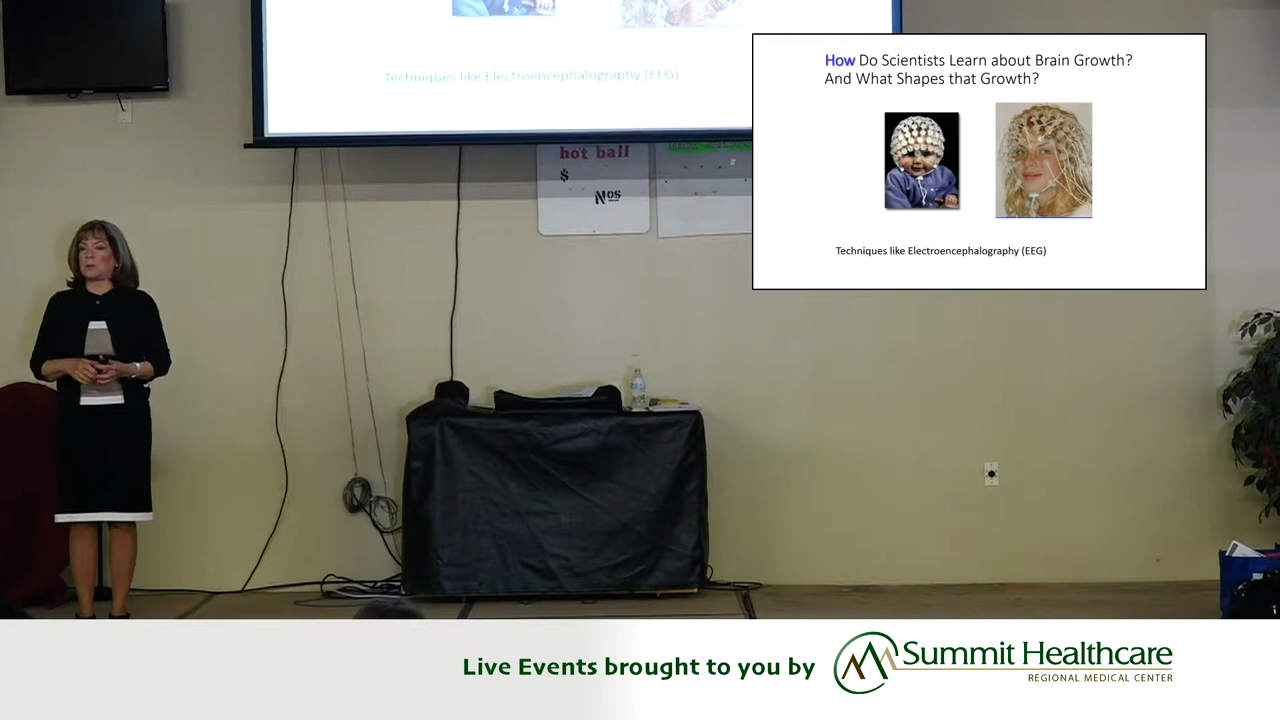 Techniques like Electroencephalography (EEG)
hot ball
$
Nos
How Do Scientists Learn about Brain Growth?
And What Shapes that Growth?
Techniques like Electroencephalography (EEG)
Live Events brought to you by
Summit Healthcare
REGIONAL MEDICAL CENTER